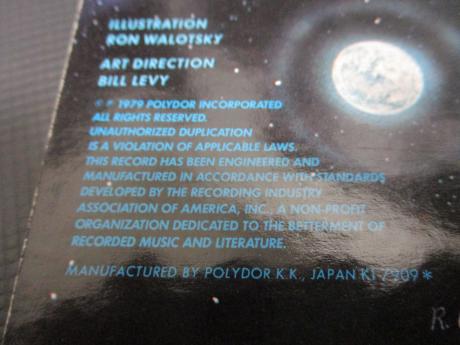 ILLUSTRATION
RON WALOTSKY
ART DIRECTION
BILL LEVY
© ℗ 1979 POLYDOR INCORPORATED
ALL RIGHTS RESERVED.
UNAUTHORIZED DUPLICATION
IS A VIOLATION OF APPLICABLE LAWS.
THIS RECORD HAS BEEN ENGINEERED AND
MANUFACTURED IN ACCORDANCE WITH STANDARDS
DEVELOPED BY THE RECORDING INDUSTRY
ASSOCIATION OF AMERICA, INC., A NON-PROFIT
ORGANIZATION DEDICATED TO THE BETTERMENT OF
RECORDED MUSIC AND LITERATURE.
MANUFACTURED BY POLYDOR K.K., JAPAN KI 7909 *
R.